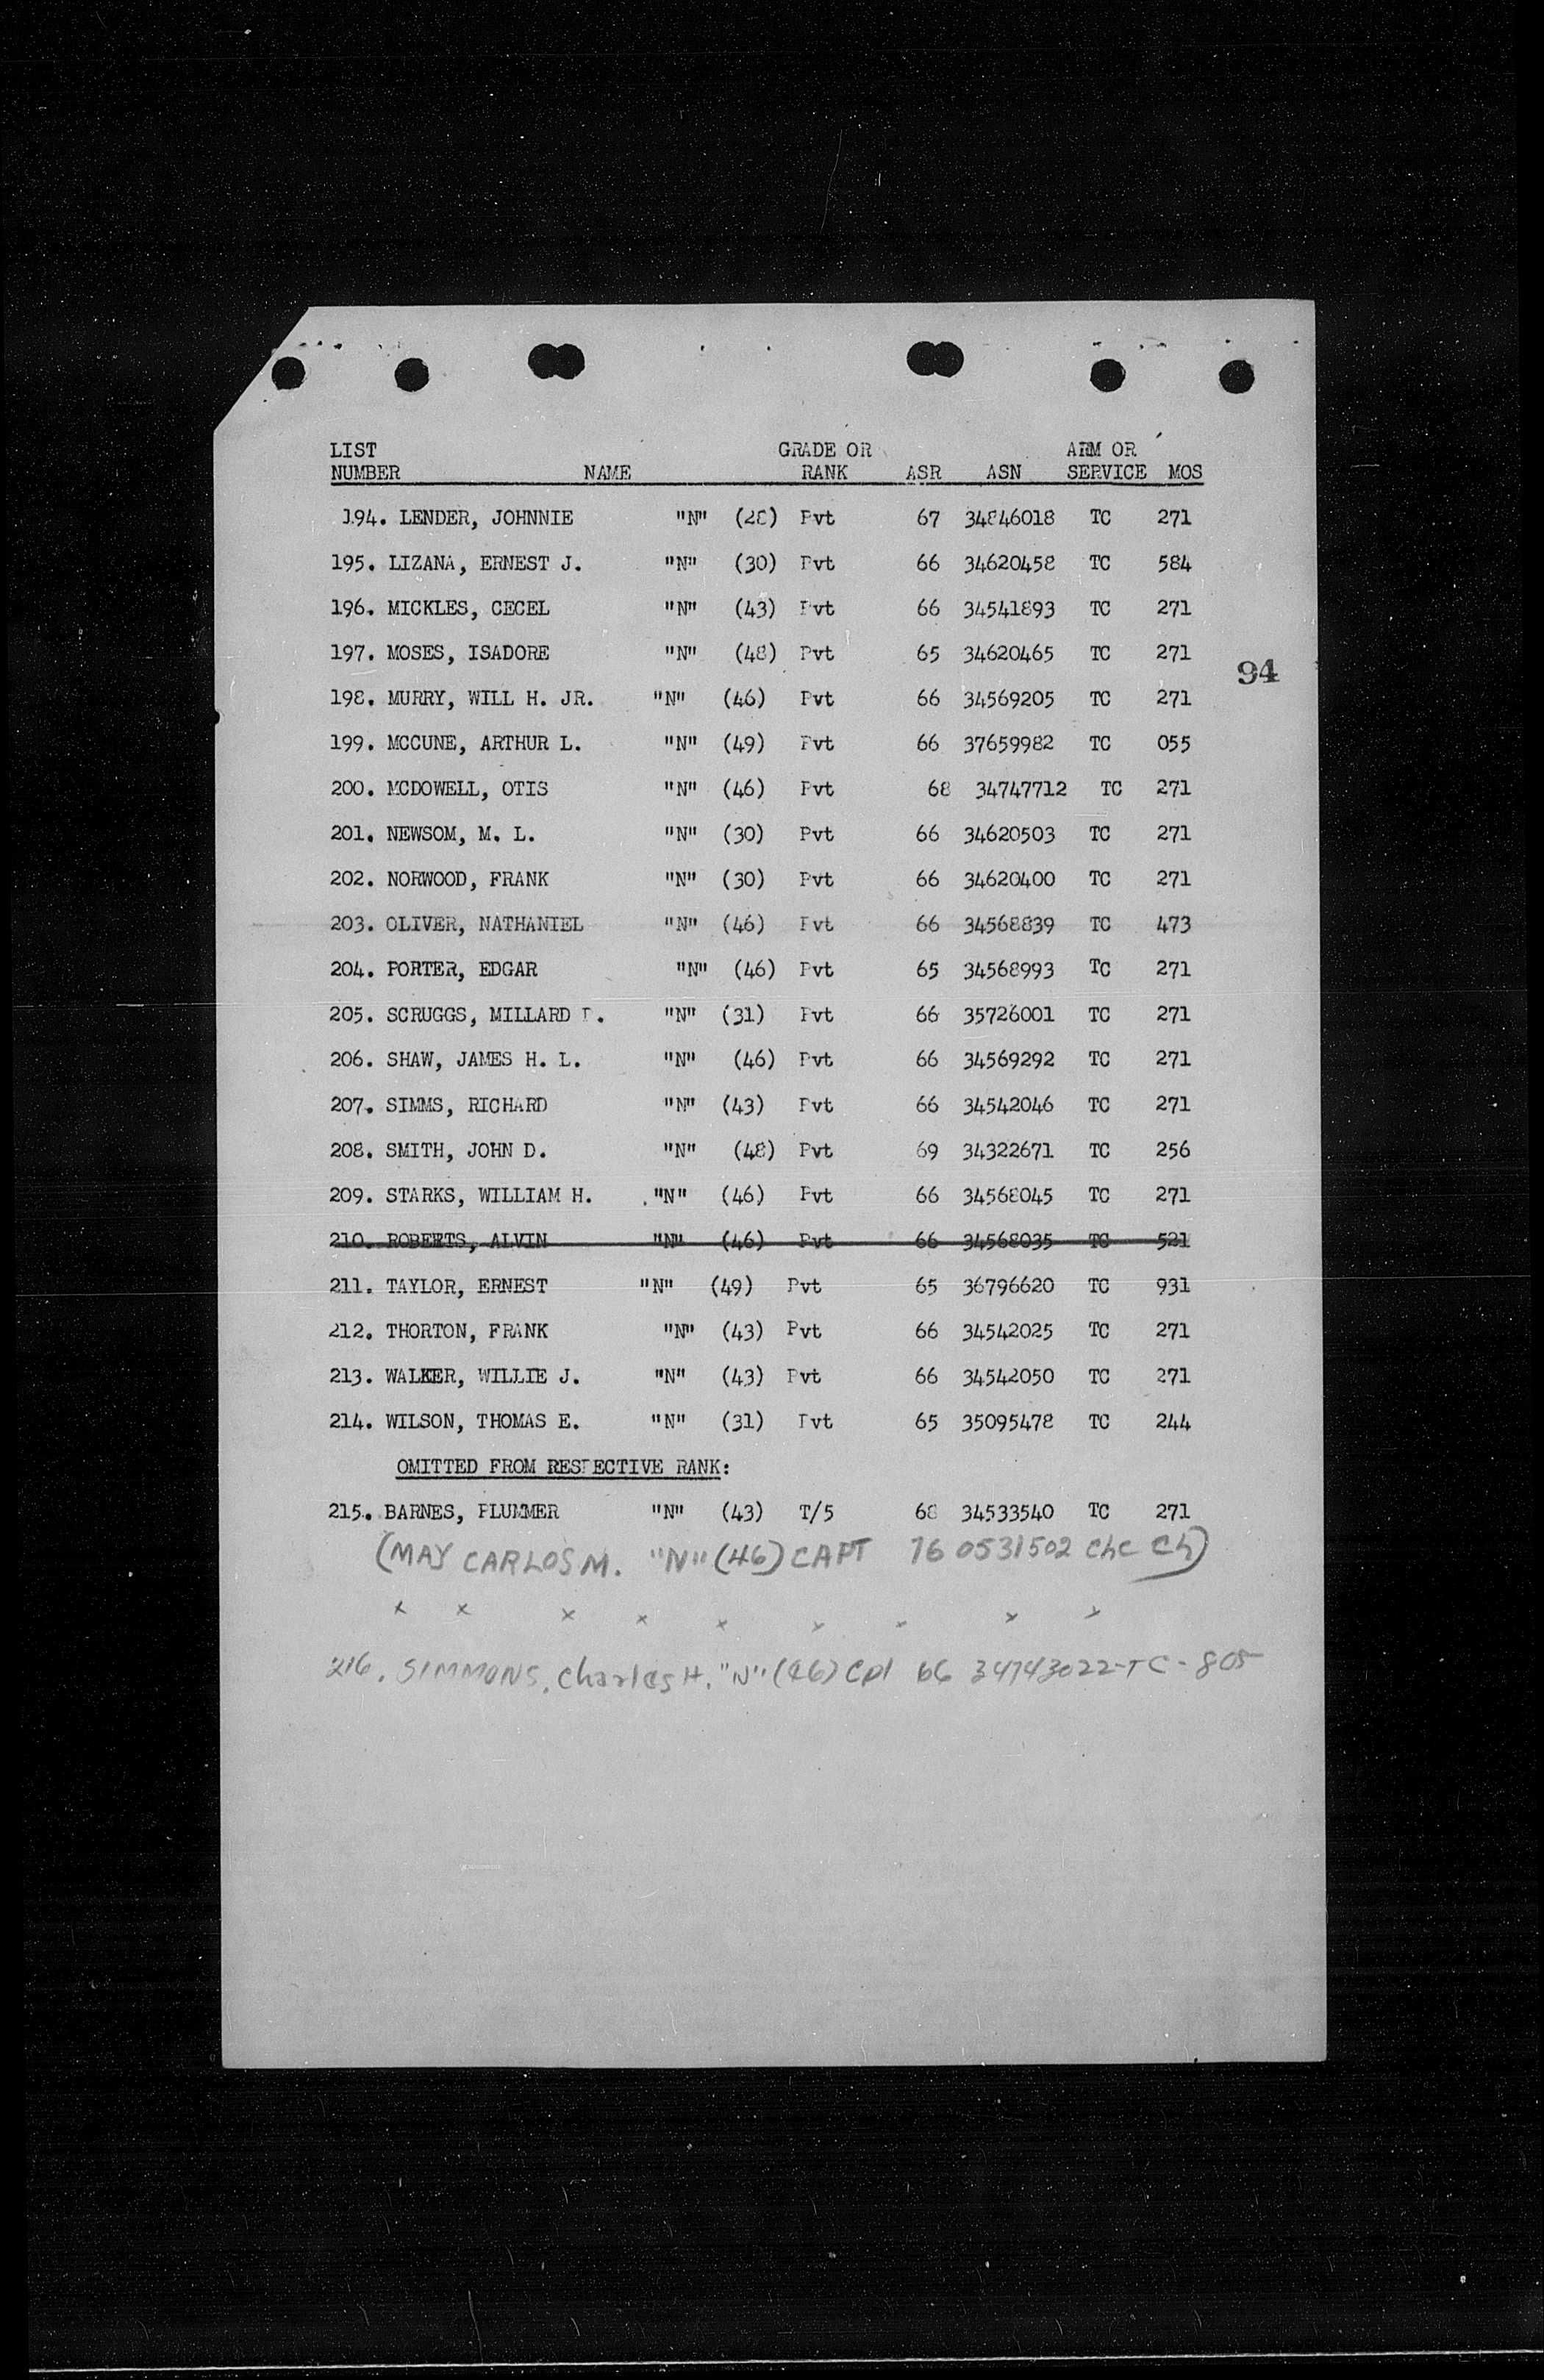 LIST GRADE OR ARM OR
NUMBER NAME RANK ASR ASN SERVICE MOS
194. LENDER, JOHNNIE "N" (28) Pvt 67 34846018 TC 271
195. LIZANA, ERNEST J. "N" (30) Pvt 66 34620458 TC 584
196. MICKLES, CECEL "N" (43) Pvt 66 34541893 TC 271
197. MOSES, ISADORE "N" (48) Pvt 65 34620465 TC 271
94
198. MURRY, WILL H. JR. "N" (46) Pvt 66 34569205 TC 271
199. MCCUNE, ARTHUR L. "N" (49) Pvt 66 37659982 TC 055
200. MCDOWELL, OTIS "N" (46) Pvt 68 34747712 TC 271
201. NEWSOM, M. L. "N" (30) Pvt 66 34620503 TC 271
202. NORWOOD, FRANK "N" (30) Pvt 66 34620400 TC 271
203. OLIVER, NATHANIEL "N" (46) Pvt 66 34568839 TC 473
204. PORTER, EDGAR "N" (46) Pvt 65 34568993 TC 271
205. SCRUGGS, MILLARD "N" (31) Pvt 66 35726001 TC 271
206. SHAW, JAMES H. L. "N" (46) Pvt 66 34569292 TC 271
207. SIMMS, RICHARD "N" (43) Pvt 66 34542046 TC 271
208. SMITH, JOHN D. "N" (48) Pvt 69 34322671 TC 256
209. STARKS, WILLIAM H. "N" (46) Pvt 66 34568045 TC 271
210. ROBERTS, ALVIN "N" (46) Pvt 66 34568035 TC 521
211. TAYLOR, ERNEST "N" (49) Pvt 65 36796620 TC 931
212. THORTON, FRANK "N" (43) Pvt 66 34542025 TC 271
213. WALKER, WILLIE J. "N" (43) Pvt 66 34542050 TC 271
214. WILSON, THOMAS E. "N" (31) Pvt 65 35095478 TC 244
OMITTED FROM RESPECTIVE RANK:
215. BARNES, PLUMMER "N" (43) T/5 68 34533540 TC 271
(MAY CARLOS M. "N" (46) CAPT 76 0531502 Chc Ch)
x x x x x x x x x
216. SIMMONS, Charles H. "N" (46) Cpl 66 34743022-TC-805